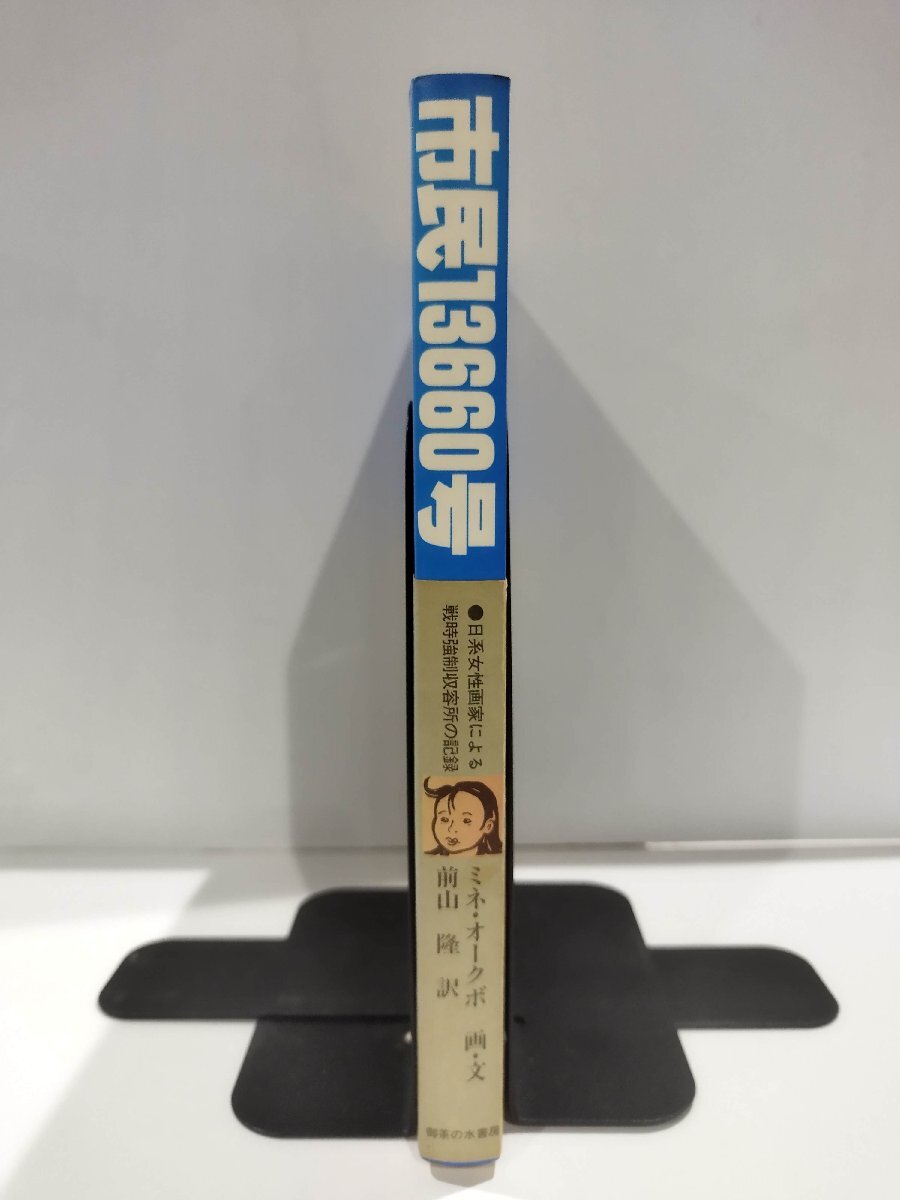 市民13660号
●日系女性画家による
戦時強制収容所の記録
ミネ・オークボ 画・文
前山 隆 訳
御茶の水書房